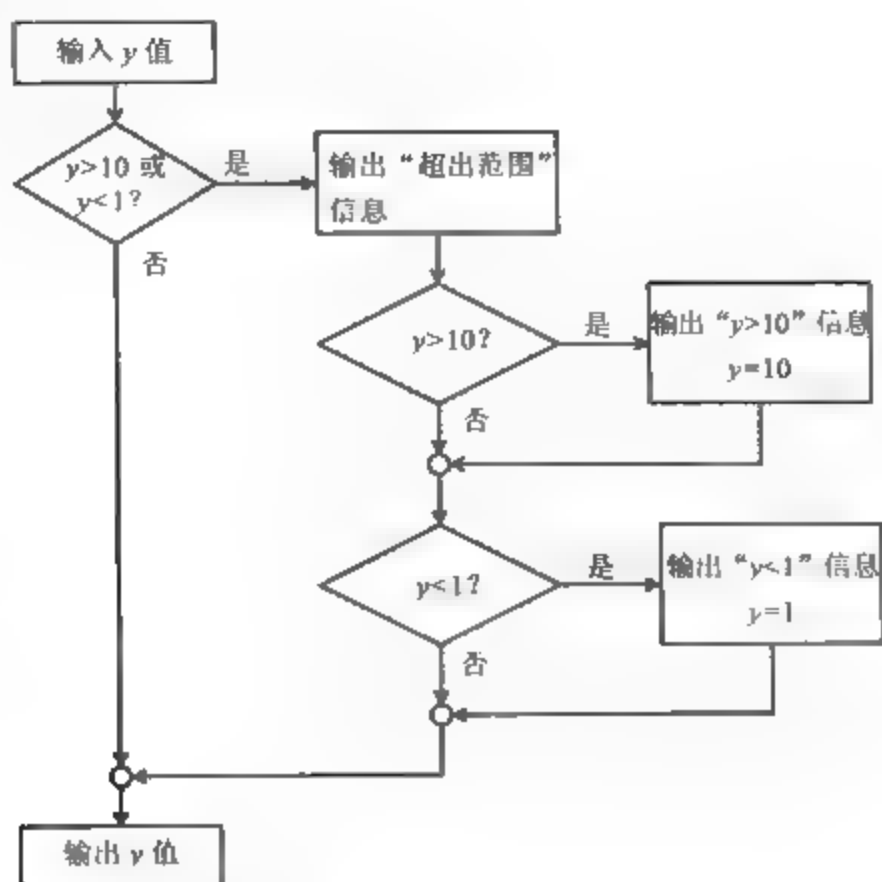 输入 y 值
y>10 或
y<1?
是
输出“超出范围”
信息
否
y>10?
是
输出“y>10”信息
y=10
否
y<1?
是
输出“y<1”信息
y=1
否
输出 y 值